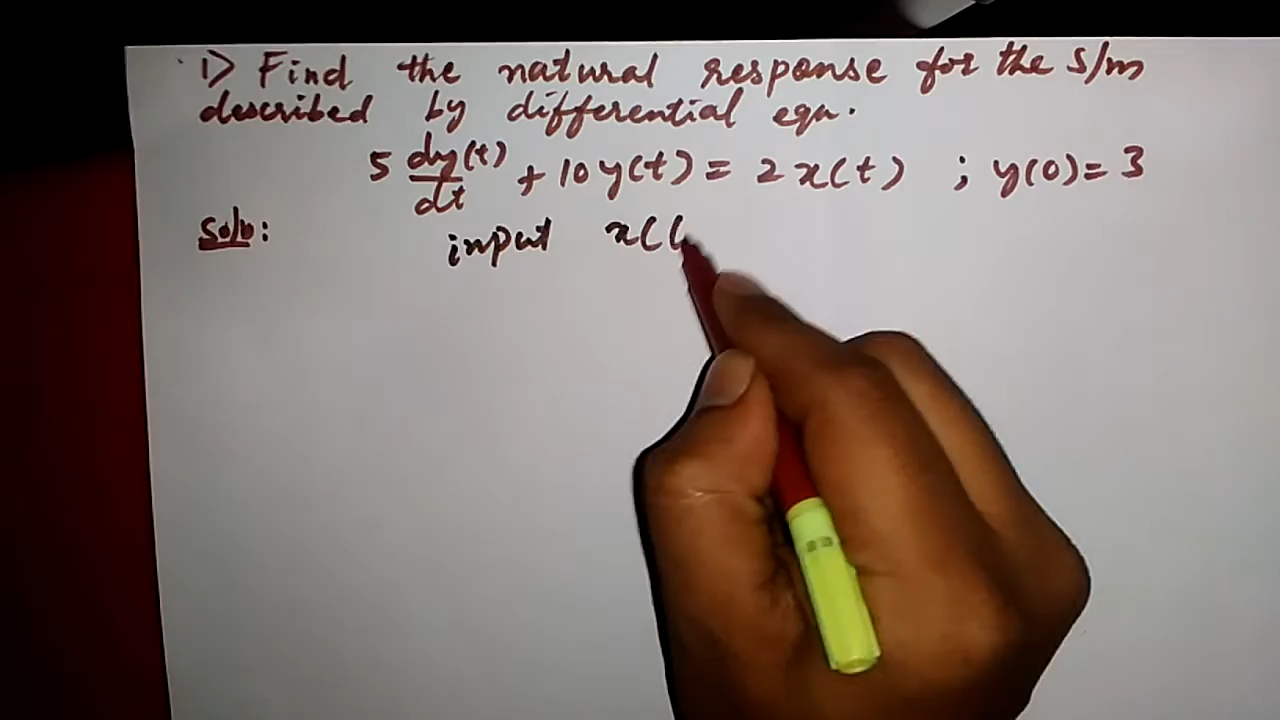 1) Find the natural response for the S/m
described by differential equ.
5 dy(t)/dt + 10 y(t) = 2 x(t) ; y(0) = 3
Soln: input x(